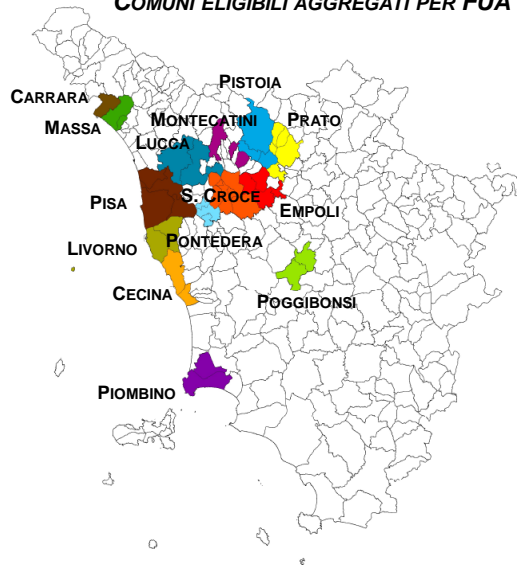 COMUNI ELIGIBILI AGGREGATI PER FUA
PISTOIA
CARRARA
MONTECATINI
PRATO
MASSA
LUCCA
S. CROCE
PISA
EMPOLI
PONTEDERA
LIVORNO
CECINA
POGGIBONSI
PIOMBINO